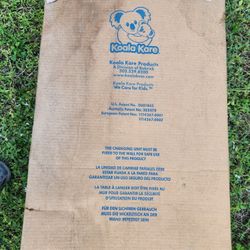 Koala Kare
Koala Kare Products
A Division of Bobrick
www.koalabear.com
Koala Kare Products
We Care for Kids™
THE CHANGING UNIT MUST BE
FIXED TO THE WALL FOR SAFE USE
OF THIS PRODUCT
LA UNIDAD DE CAMBIAR PAÑALES DEBE
ESTAR FIJADA A LA PARED PARA
GARANTIZAR UN USO SEGURO DEL PRODUCTO
LA TABLE À LANGER DOIT ÊTRE FIXÉE AU
MUR POUR GARANTIR LA SÉCURITÉ
D'UTILISATION DU PRODUIT
FÜR DEN SICHEREN GEBRAUCH
MUSS DIE WICKELTISCH AN DER
WAND BEFESTIGT SEIN